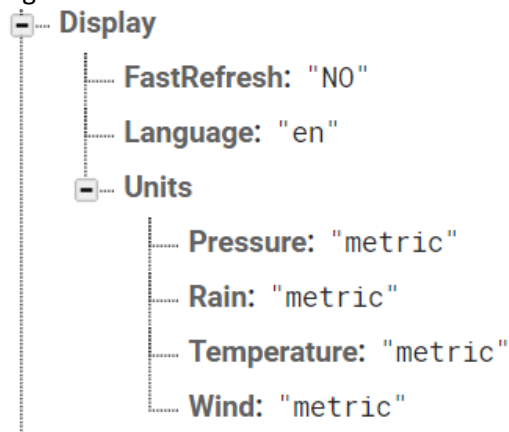 Display
FastRefresh: "NO"
Language: "en"
Units
Pressure: "metric"
Rain: "metric"
Temperature: "metric"
Wind: "metric"